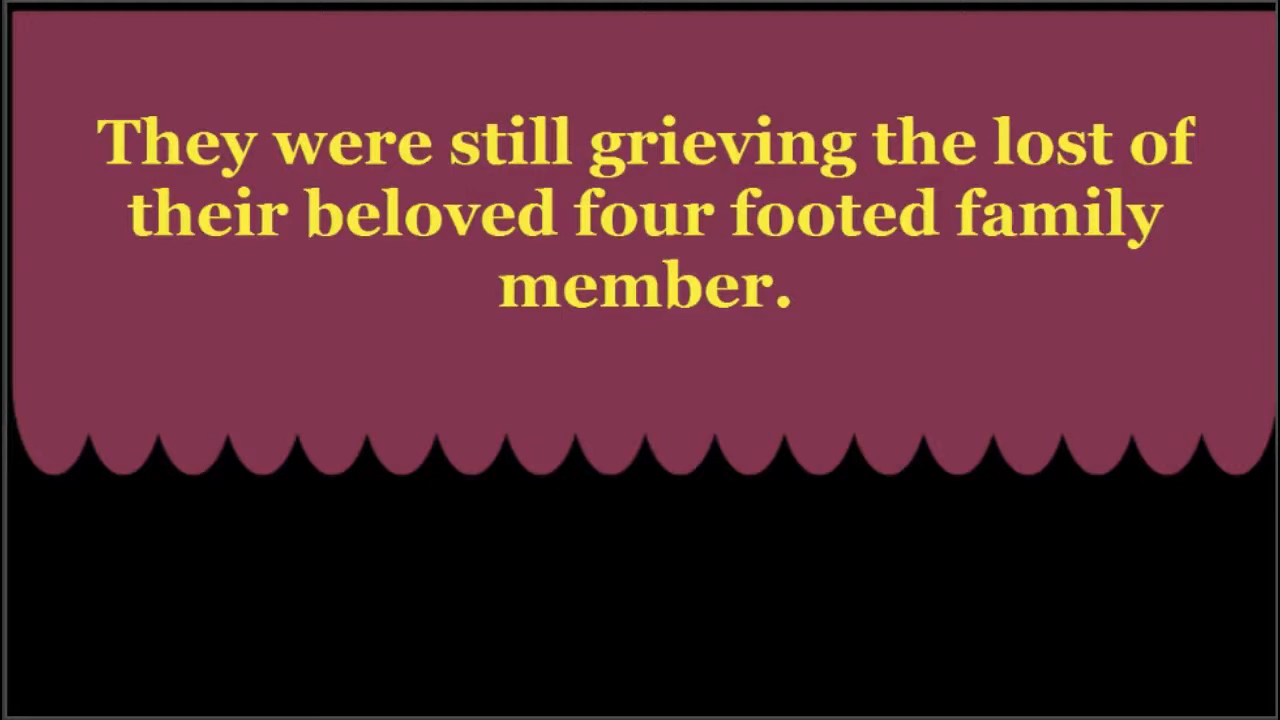 They were still grieving the lost of
their beloved four footed family
member.